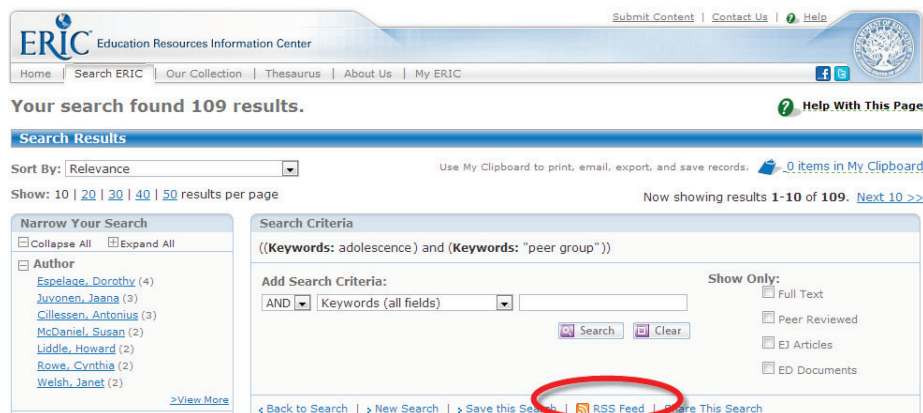 Submit Content | Contact Us | Help
ERIC Education Resources Information Center
Home | Search ERIC | Our Collection | Thesaurus | About Us | My ERIC
Your search found 109 results.
Help With This Page
Search Results
Sort By: Relevance
Use My Clipboard to print, email, export, and save records. 0 items in My Clipboard
Show: 10 | 20 | 30 | 40 | 50 results per page
Now showing results 1-10 of 109. Next 10 >>
Narrow Your Search
Collapse All Expand All
Author
Espelage, Dorothy (4)
Juvonen, Jaana (3)
Cillessen, Antonius (3)
McDaniel, Susan (2)
Liddle, Howard (2)
Rowe, Cynthia (2)
Welsh, Janet (2)
>View More
Search Criteria
((Keywords: adolescence) and (Keywords: "peer group"))
Add Search Criteria:
AND Keywords (all fields)
Search Clear
Show Only:
Full Text
Peer Reviewed
EJ Articles
ED Documents
Back to Search | New Search | Save this Search | RSS Feed | Share This Search